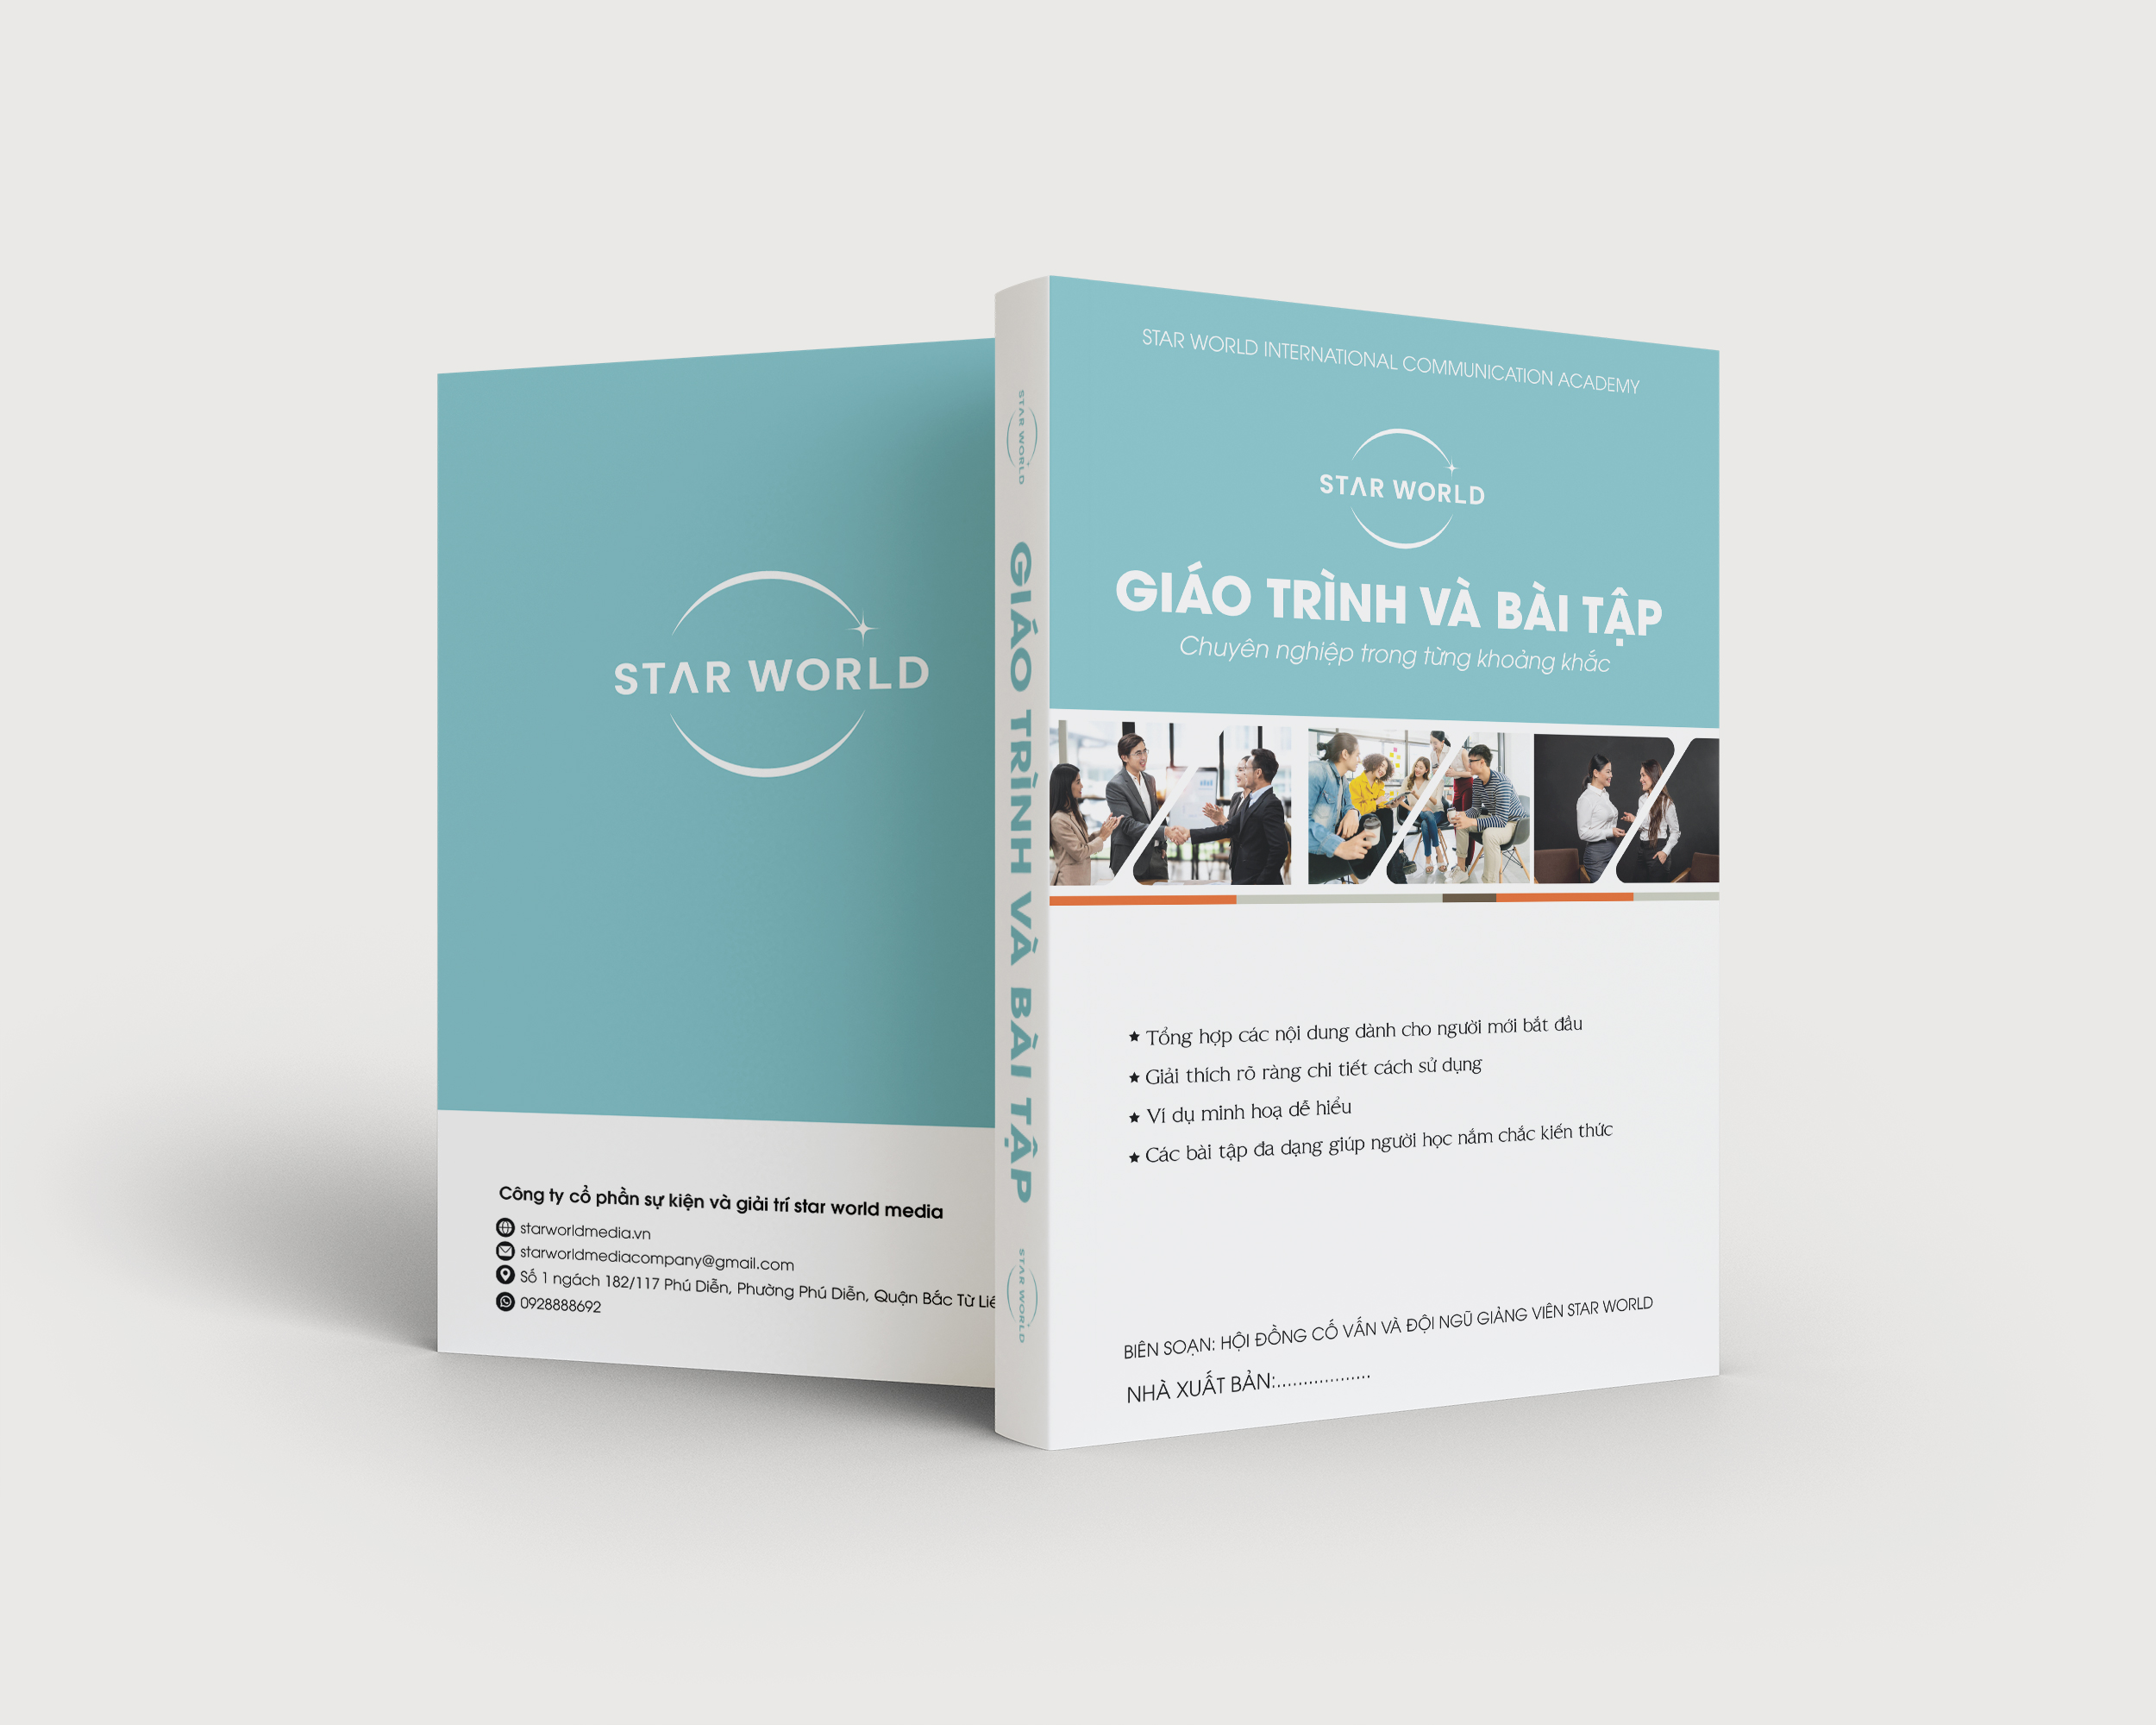 STAR WORLD
Công ty cổ phần sự kiện và giải trí star world media
starworldmedia.vn
starworldmediacompany@gmail.com
Số 1 ngách 182/117 Phú Diễn, Phường Phú Diễn, Quận Bắc Từ
0928888692
STAR WORLD
GIÁO TRÌNH VÀ BÀI TẬP
STAR WORLD
STAR WORLD INTERNATIONAL COMMUNICATION ACADEMY
STAR WORLD
GIÁO TRÌNH VÀ BÀI TẬP
Chuyên nghiệp trong từng khoảng khắc
Tổng hợp các nội dung dành cho người mới bắt đầu
Giải thích rõ ràng chi tiết cách sử dụng
Ví dụ minh hoạ dễ hiểu
Các bài tập đa dạng giúp người học nắm chắc kiến thức
BIÊN SOẠN: HỘI ĐỒNG CỐ VẤN VÀ ĐỘI NGŨ GIẢNG VIÊN STAR WORLD
NHÀ XUẤT BẢN:..................